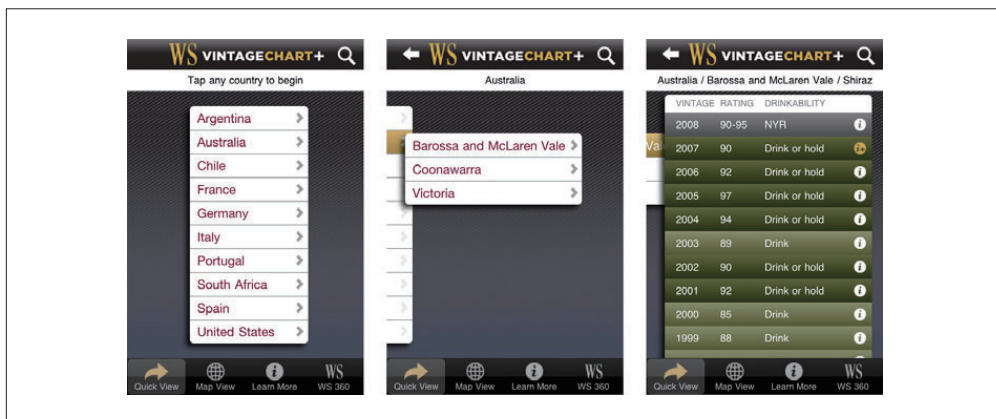 WS VINTAGECHART+
Tap any country to begin
Argentina
Australia
Chile
France
Germany
Italy
Portugal
South Africa
Spain
United States
Quick View Map View Learn More WS WS 360
WS VINTAGECHART+
Australia
Barossa and McLaren Vale
Coonawarra
Victoria
Quick View Map View Learn More WS WS 360
WS VINTAGECHART+
Australia / Barossa and McLaren Vale / Shiraz
VINTAGE RATING DRINKABILITY
2008 90-95 NYR i
Vale
2007 90 Drink or hold i+
2006 92 Drink or hold i
2005 97 Drink or hold i
2004 94 Drink or hold i
2003 89 Drink i
2002 90 Drink or hold i
2001 92 Drink or hold i
2000 85 Drink i
1999 88 Drink i
Quick View Map View Learn More WS WS 360